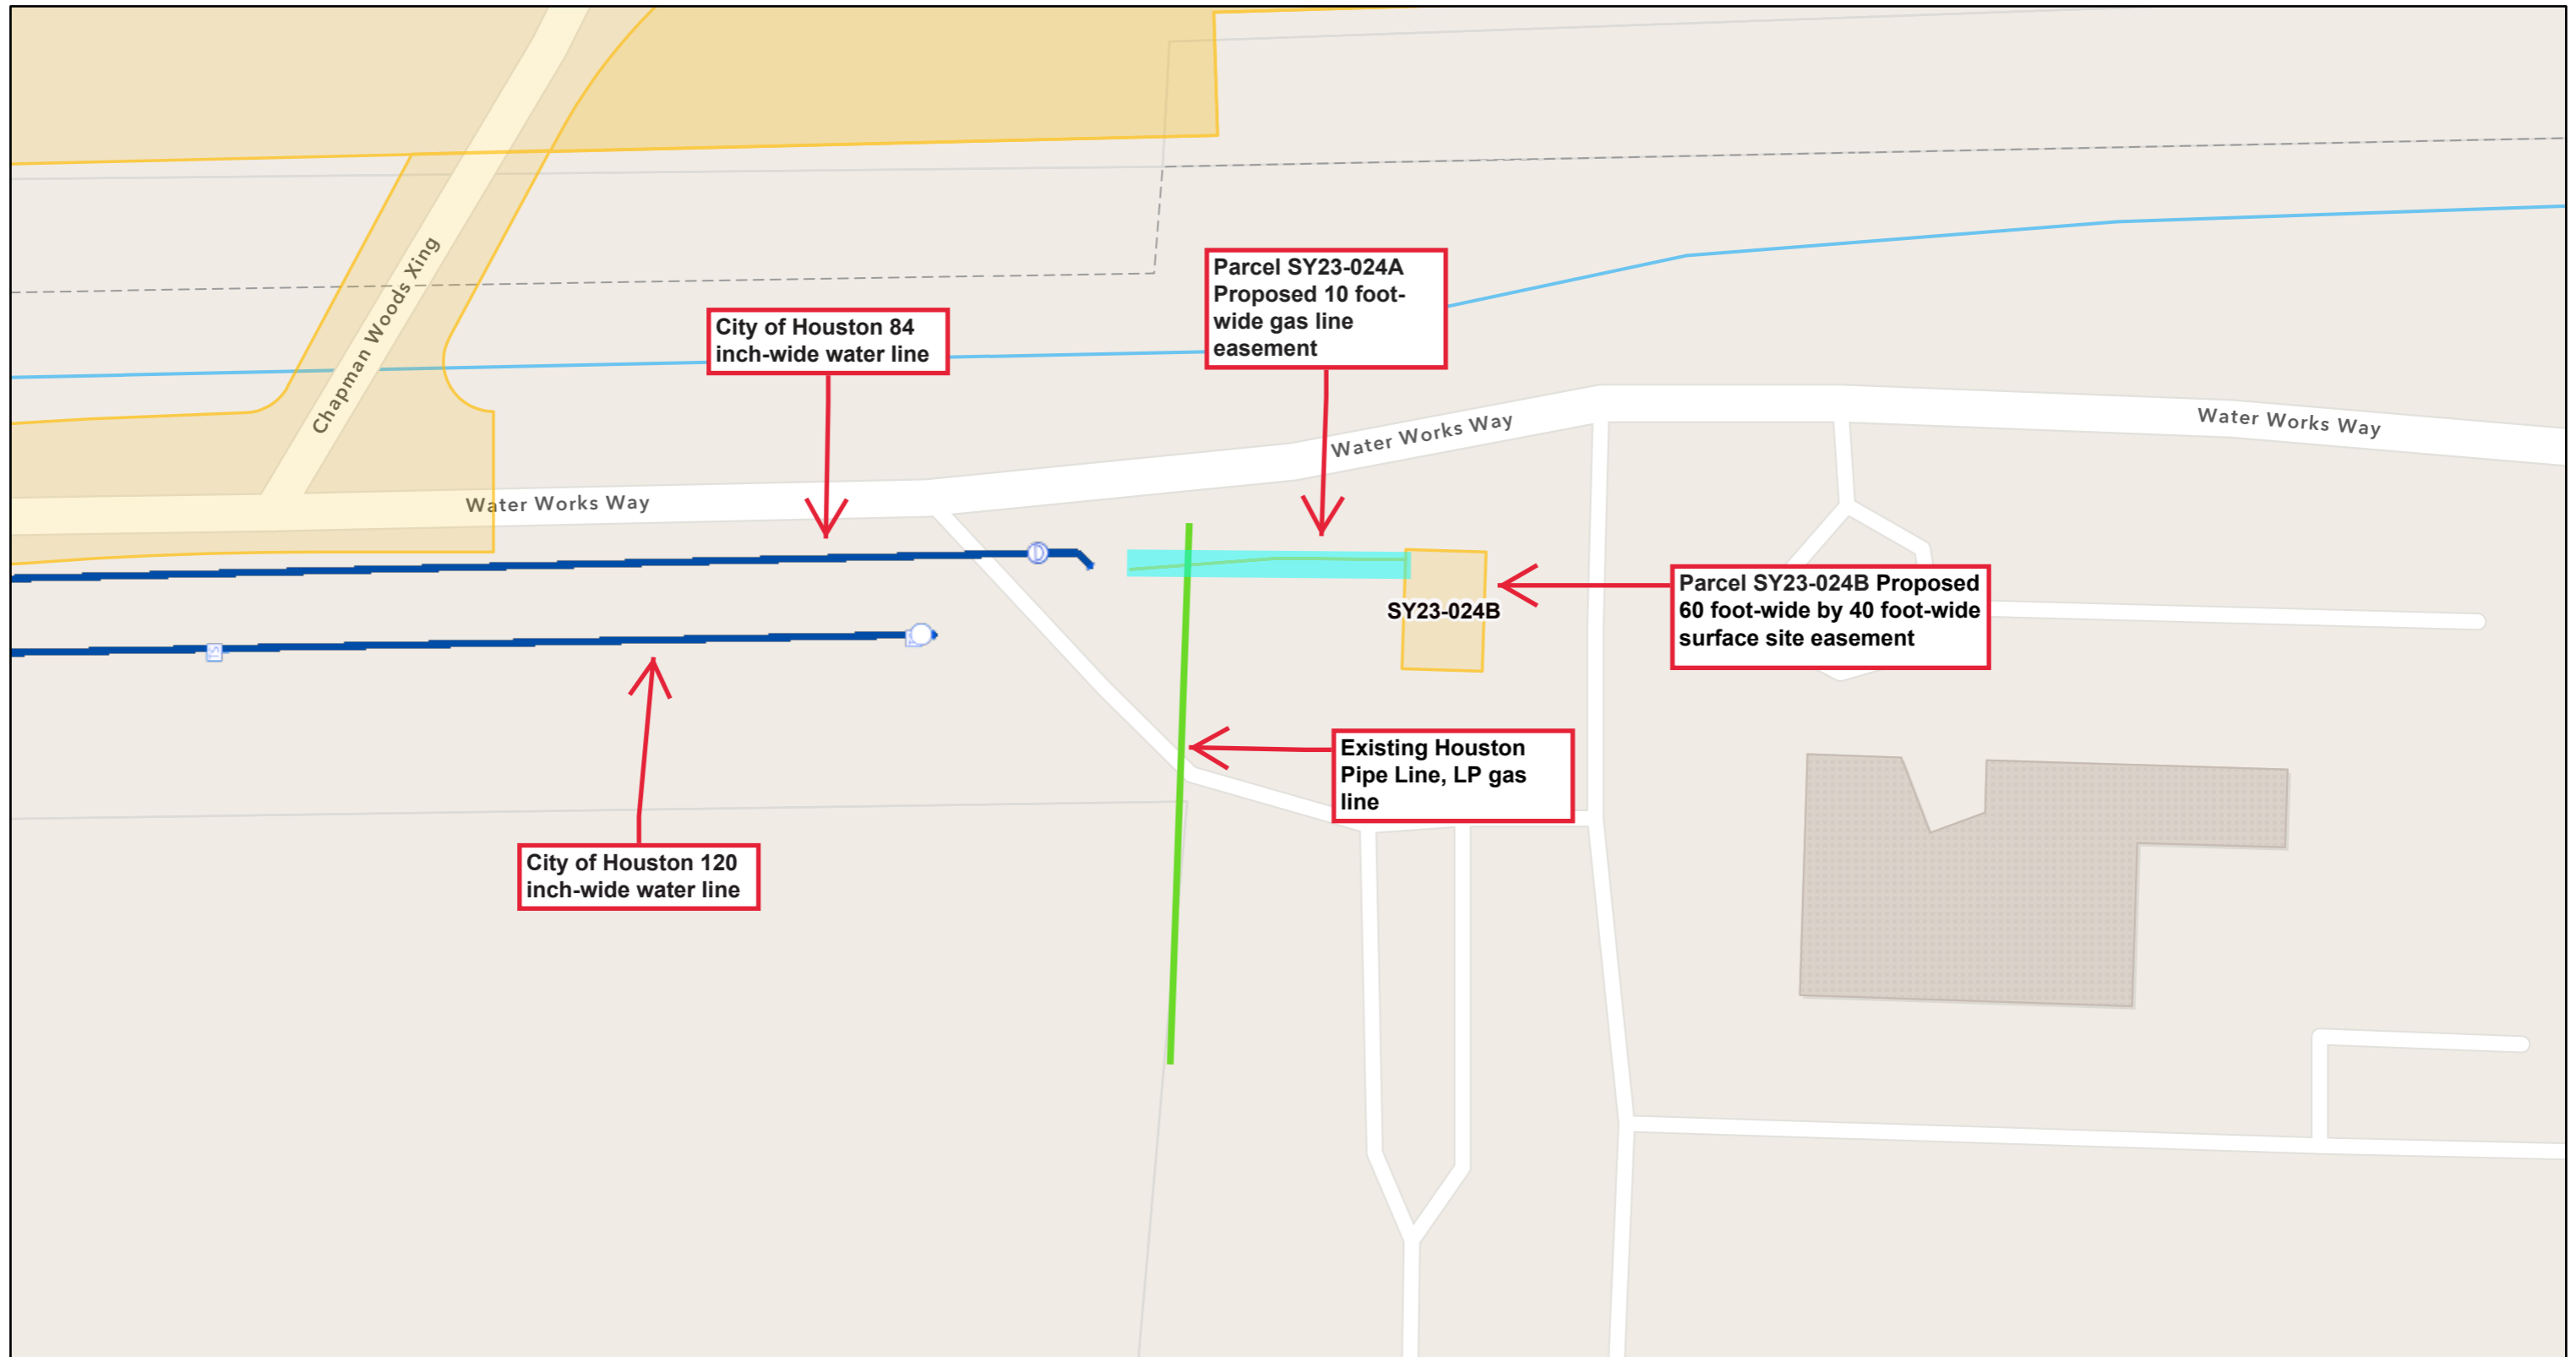 Chapman Woods Xing
Parcel SY23-024A
Proposed 10 foot-
wide gas line
easement
City of Houston 84
inch-wide water line
Water Works Way
Water Works Way
Water Works Way
Parcel SY23-024B Proposed
60 foot-wide by 40 foot-wide
surface site easement
SY23-024B
Existing Houston
Pipe Line, LP gas
line
City of Houston 120
inch-wide water line